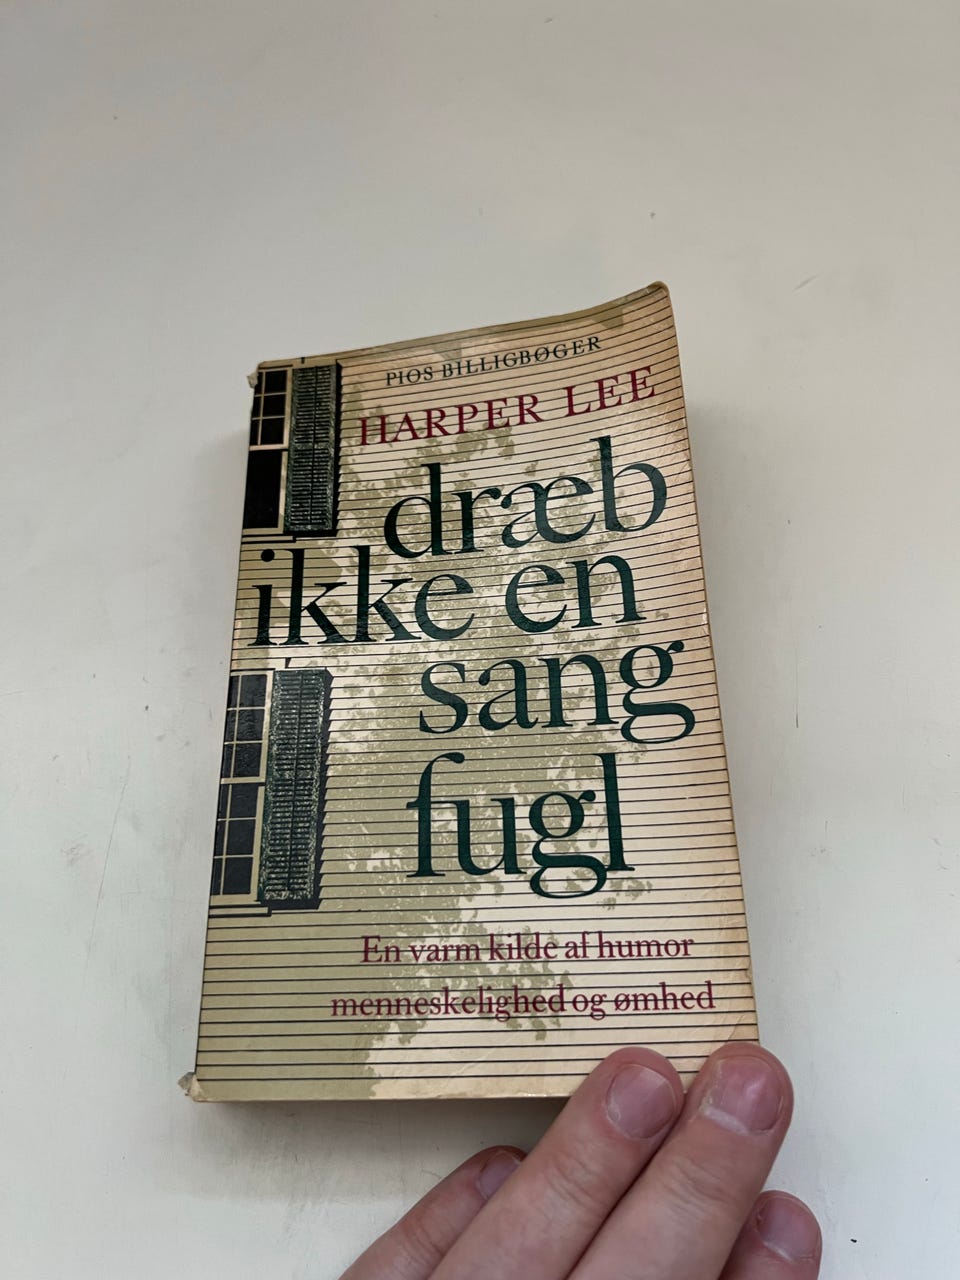 PIOS BILLIGBØGER
HARPER LEE
dræb
ikke en
sang
fugl
En varm kilde af humor
menneskelighed og ømhed